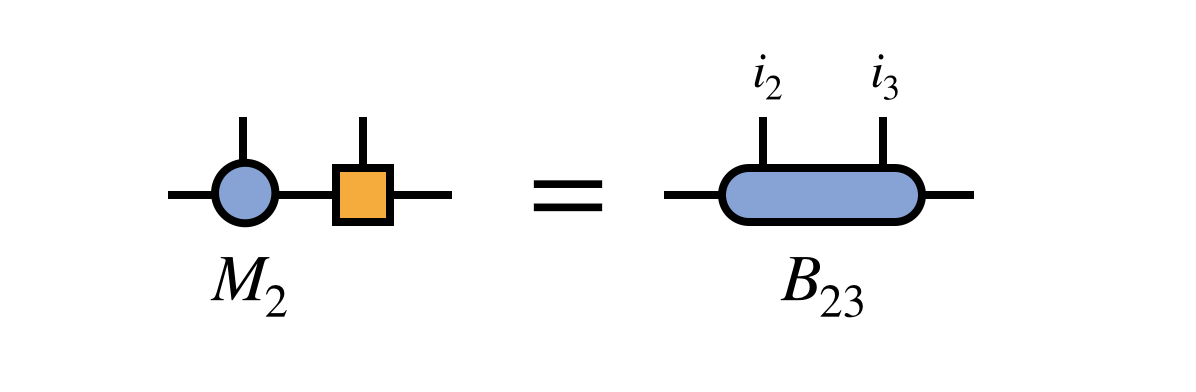 i₂ i₃
=
M₂ B₂₃